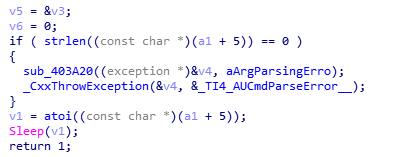 v5 = &v3;
v6 = 0;
if ( strlen((const char *)(a1 + 5)) == 0 )
{
sub_403A20((exception *)&v4, aArgParsingErro);
_CxxThrowException(&v4, &_TI4_AUCmdParseError__);
}
v1 = atoi((const char *)(a1 + 5));
Sleep(v1);
return 1;